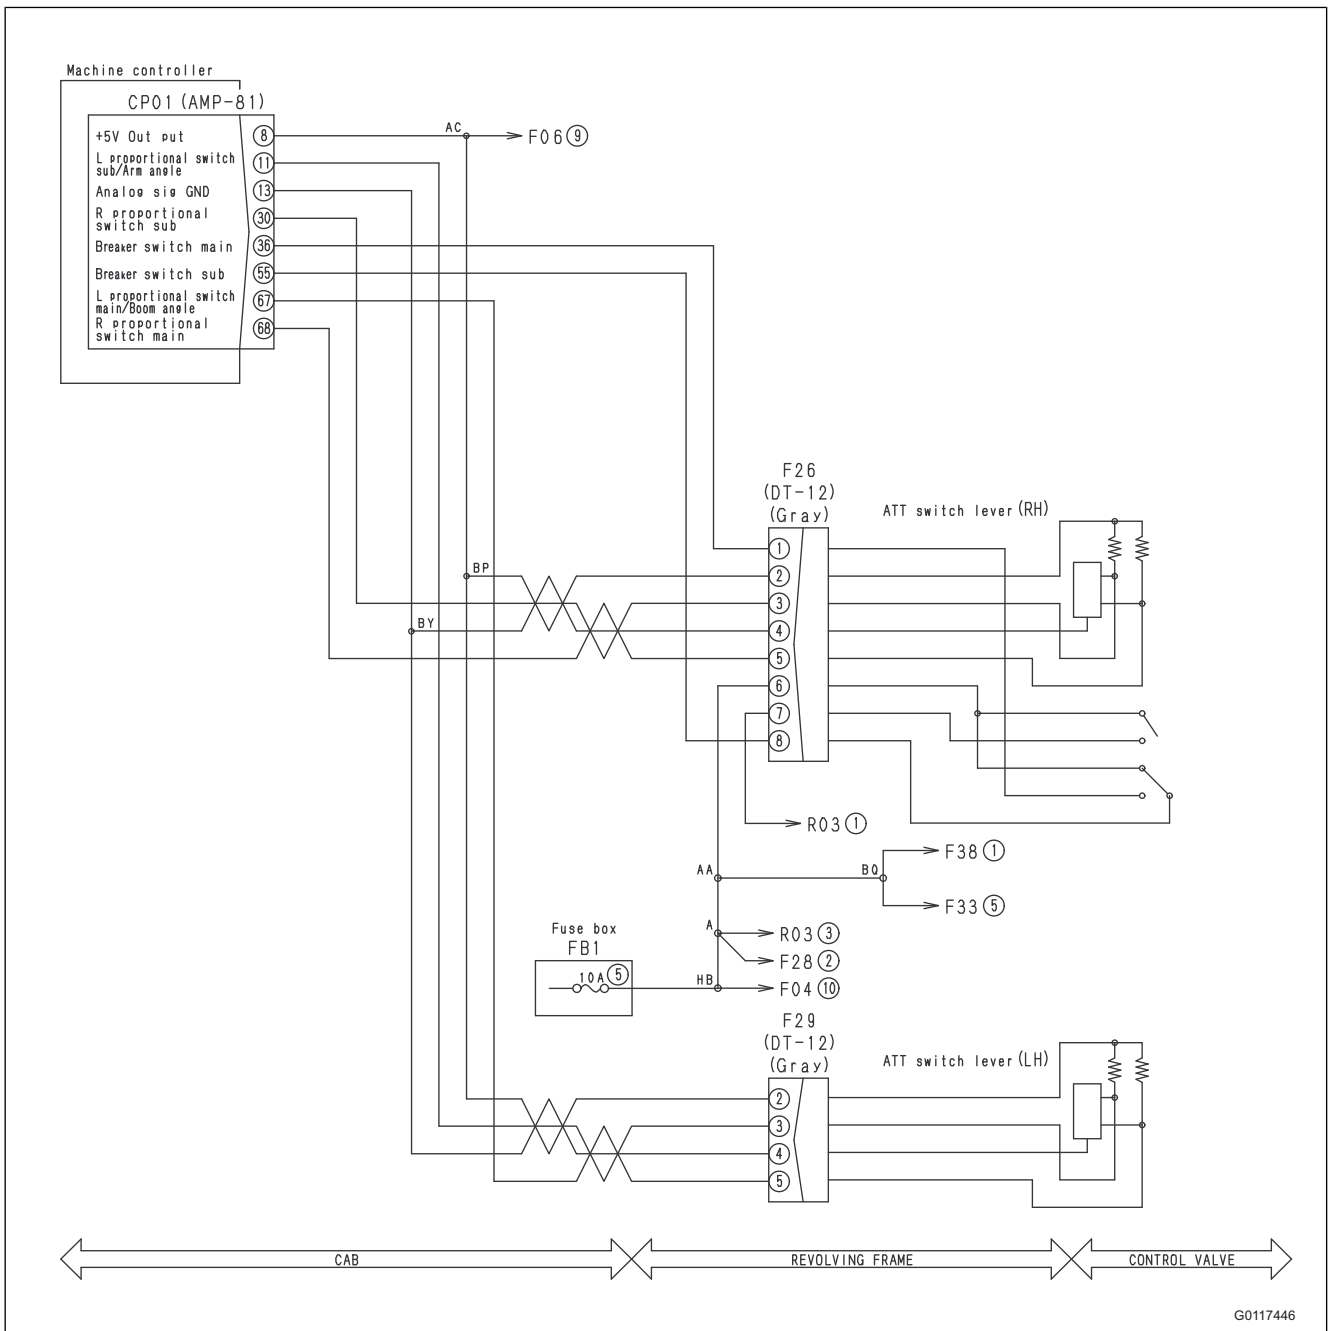 Machine controller
CP01 (AMP-81)
+5V Out put
8
AC
F06 9
L proportional switch
sub/Arm angle
11
Analog sig GND
13
R proportional
switch sub
30
Breaker switch main
36
Breaker switch sub
55
L proportional switch
main/Boom angle
67
R proportional
switch main
68
F26
(DT-12)
(Gray)
ATT switch lever (RH)
1
BP
2
3
BY
4
5
6
7
8
R03 1
F38 1
AA
BQ
F33 5
A
R03 3
Fuse box
FB1
F28 2
10A 5
HB
F04 10
F29
(DT-12)
(Gray)
ATT switch lever (LH)
2
3
4
5
CAB
REVOLVING FRAME
CONTROL VALVE
G0117446